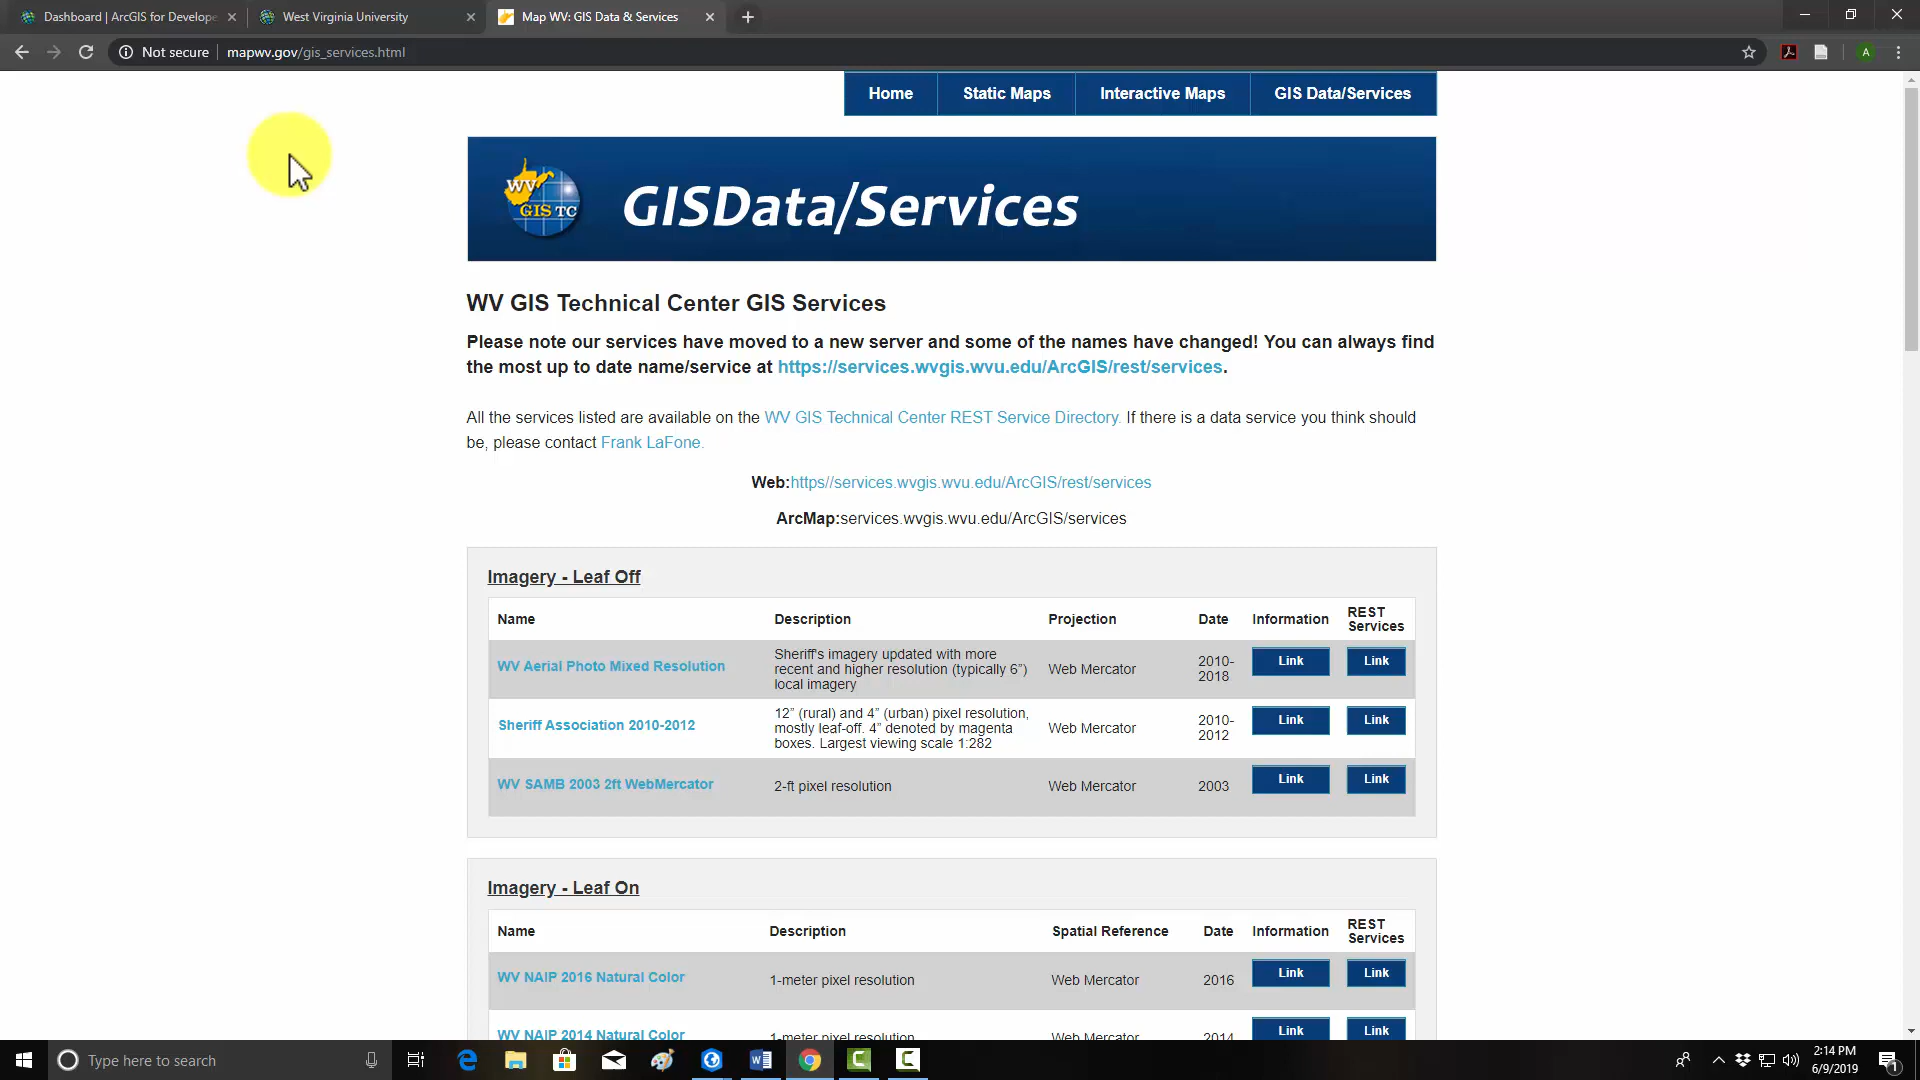 Dashboard | ArcGIS for Develope
West Virginia University
Map WV: GIS Data & Services
Not secure
mapwv.gov/gis_services.html
A
Home
Static Maps
Interactive Maps
GIS Data/Services
WV
GIS TC
GISData/Services
WV GIS Technical Center GIS Services
Please note our services have moved to a new server and some of the names have changed! You can always find
the most up to date name/service at https://services.wvgis.wvu.edu/ArcGIS/rest/services.
All the services listed are available on the WV GIS Technical Center REST Service Directory. If there is a data service you think should
be, please contact Frank LaFone.
Web:https//services.wvgis.wvu.edu/ArcGIS/rest/services
ArcMap:services.wvgis.wvu.edu/ArcGIS/services
Imagery - Leaf Off
Name Description Projection Date Information REST
Services
WV Aerial Photo Mixed Resolution
Sheriff's imagery updated with more
recent and higher resolution (typically 6”)
local imagery
Web Mercator
2010-
2018
Link
Link
Sheriff Association 2010-2012
12” (rural) and 4” (urban) pixel resolution,
mostly leaf-off. 4” denoted by magenta
boxes. Largest viewing scale 1:282
Web Mercator
2010-
2012
Link
Link
WV SAMB 2003 2ft WebMercator
2-ft pixel resolution
Web Mercator
2003
Link
Link
Imagery - Leaf On
Name Description Spatial Reference Date Information REST
Services
WV NAIP 2016 Natural Color
1-meter pixel resolution
Web Mercator
2016
Link
Link
WV NAIP 2014 Natural Color
1-meter pixel resolution
Web Mercator
2014
Link
Link
Type here to search
2:14 PM
6/9/2019
1